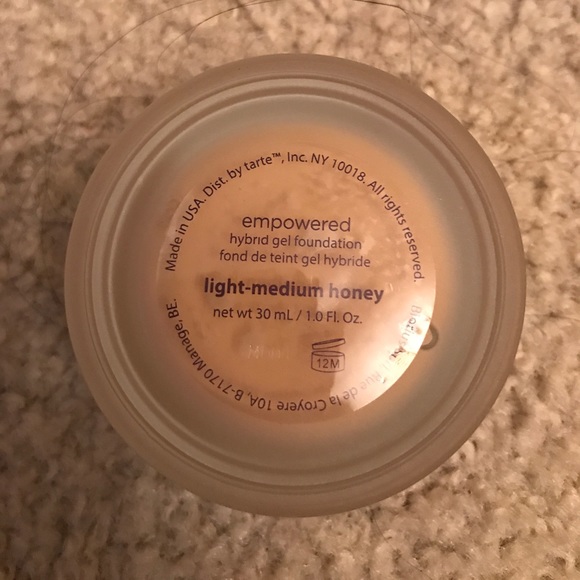 Made in USA. Dist. by tarte™, Inc. NY 10018. All rights reserved.
empowered
hybrid gel foundation
fond de teint gel hybride
light-medium honey
net wt 30 mL / 1.0 Fl. Oz.
12M
Rue de la Croyere 10A, B-7170 Manage, BE.